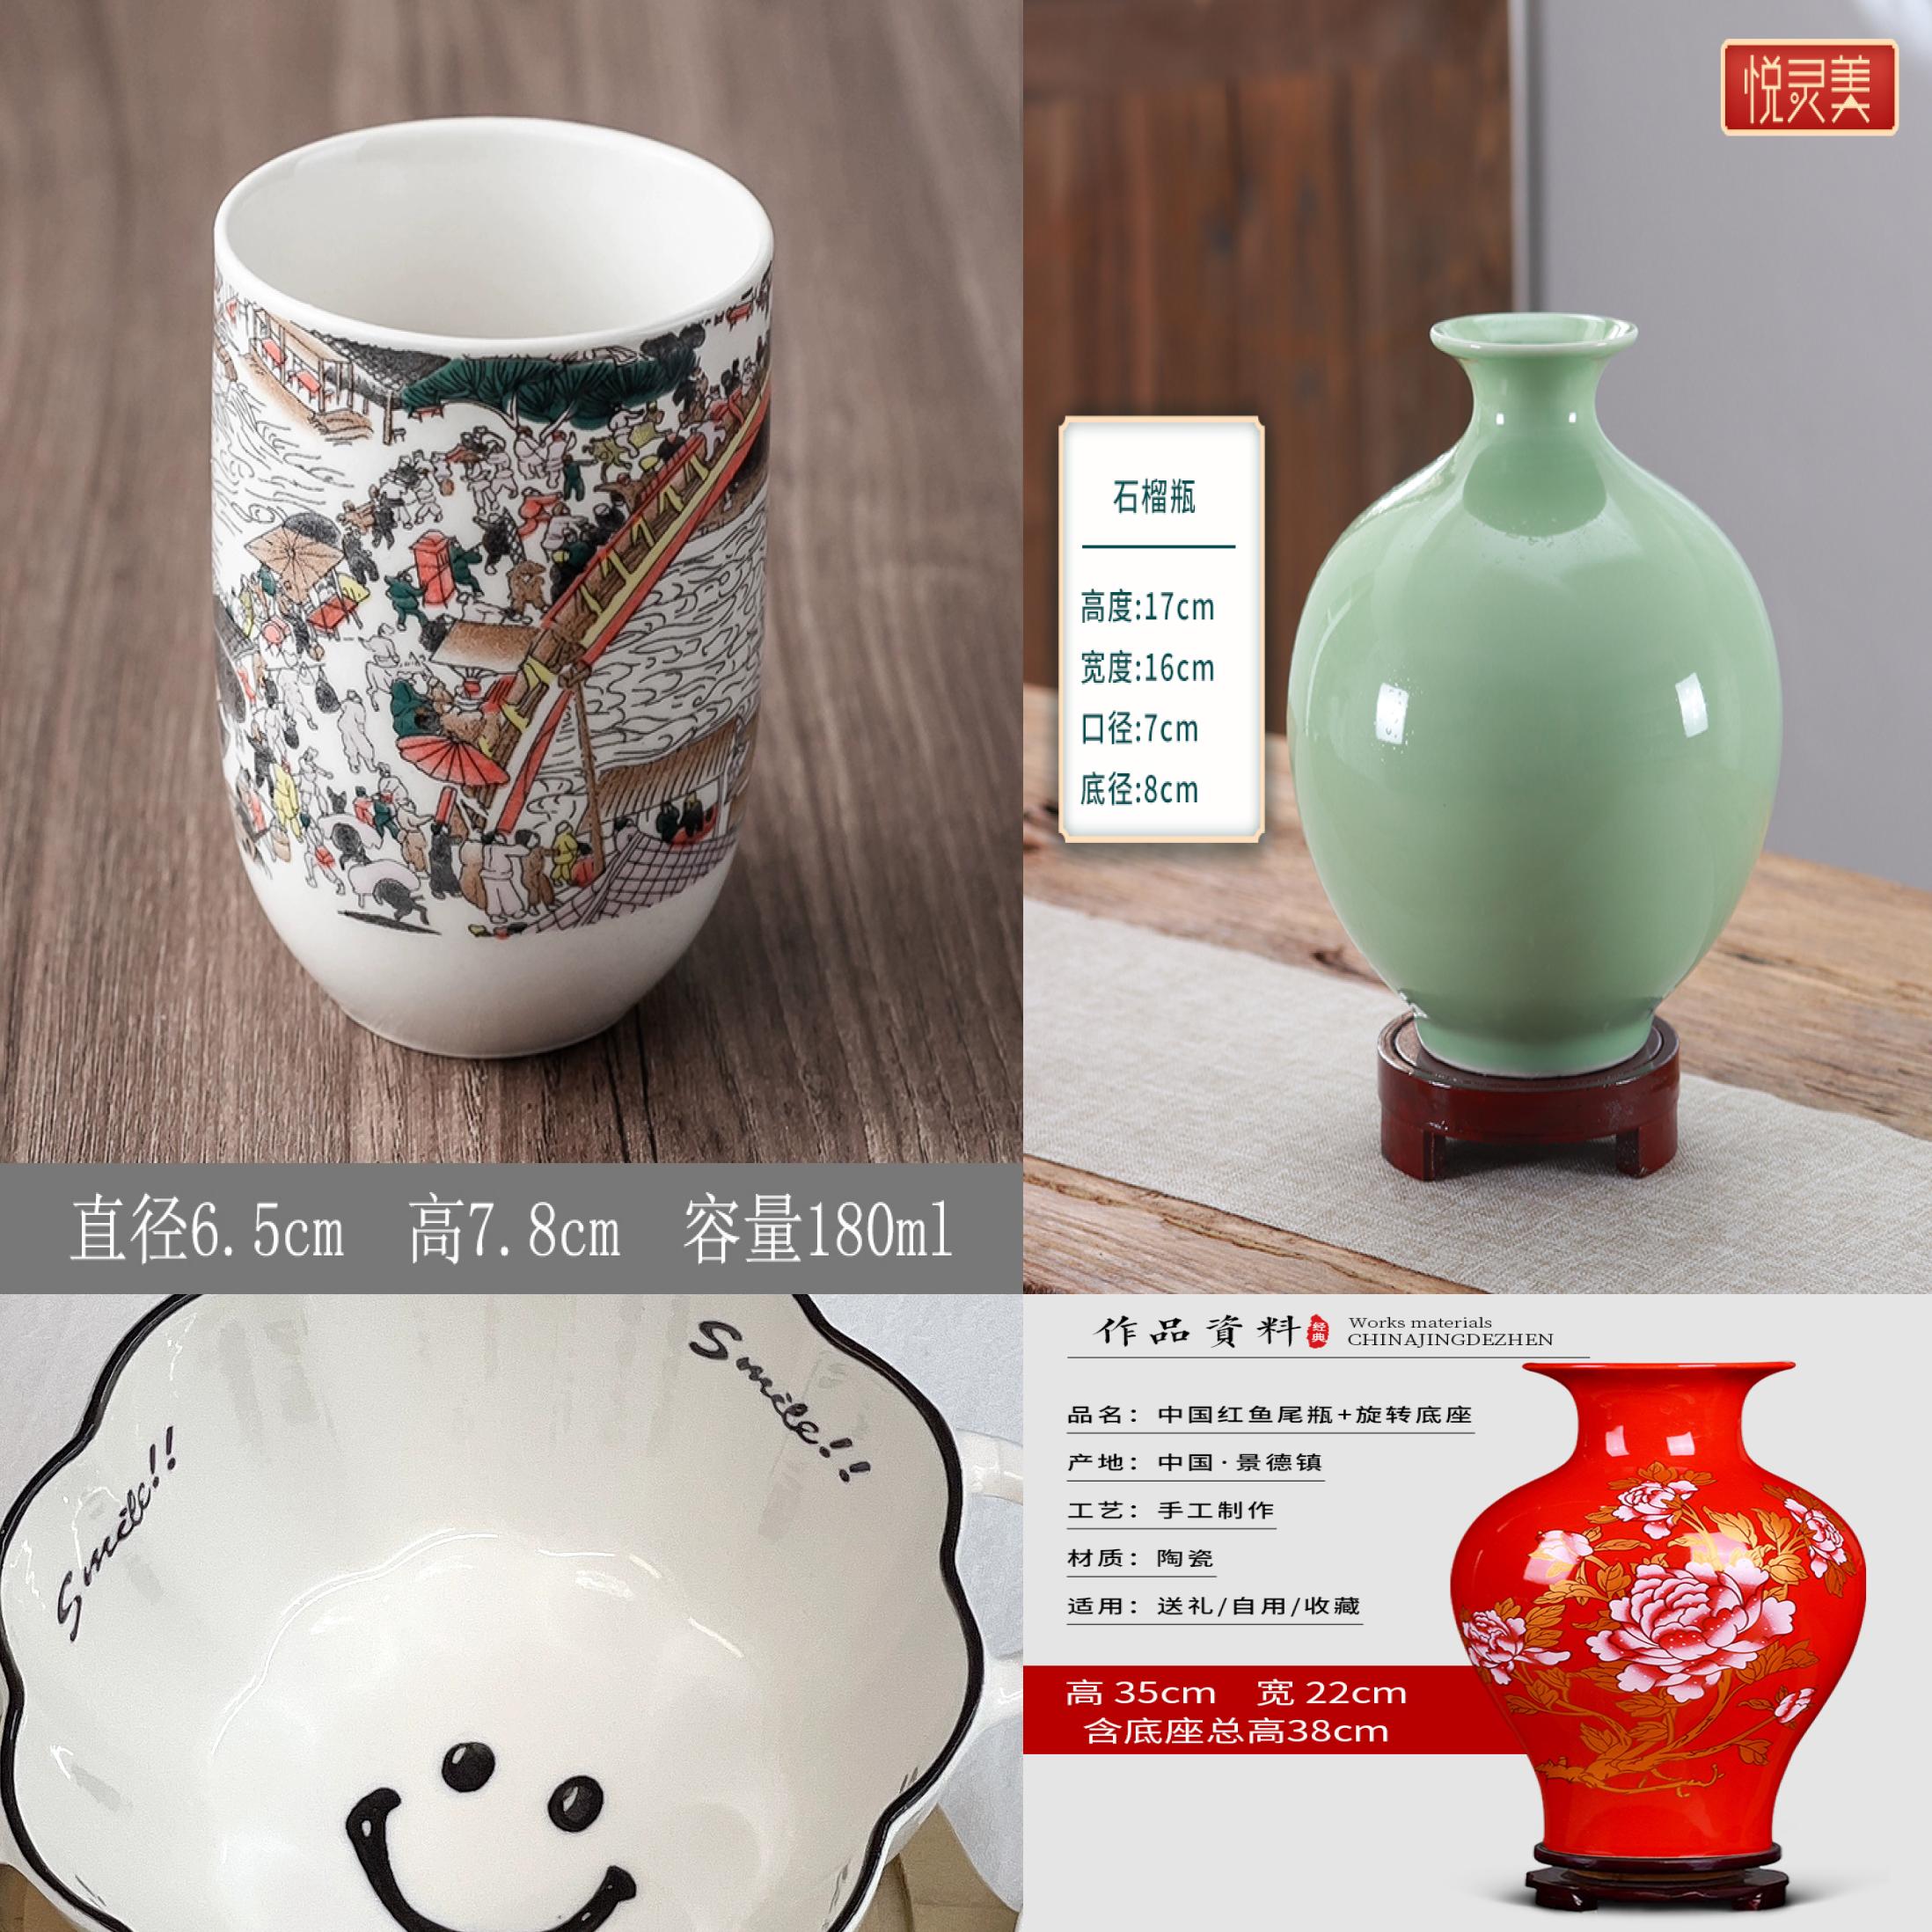 直径6.5cm 高7.8cm 容量180ml
悦灵美
石榴瓶
高度:17cm
宽度:16cm
口径:7cm
底径:8cm
Smile!!
Smile!!
作品資料 经典 Works materials
CHINAJINGDEZHEN
品名：中国红鱼尾瓶+旋转底座
产地：中国·景德镇
工艺：手工制作
材质：陶瓷
适用：送礼/自用/收藏
高 35cm 宽 22cm
含底座总高38cm